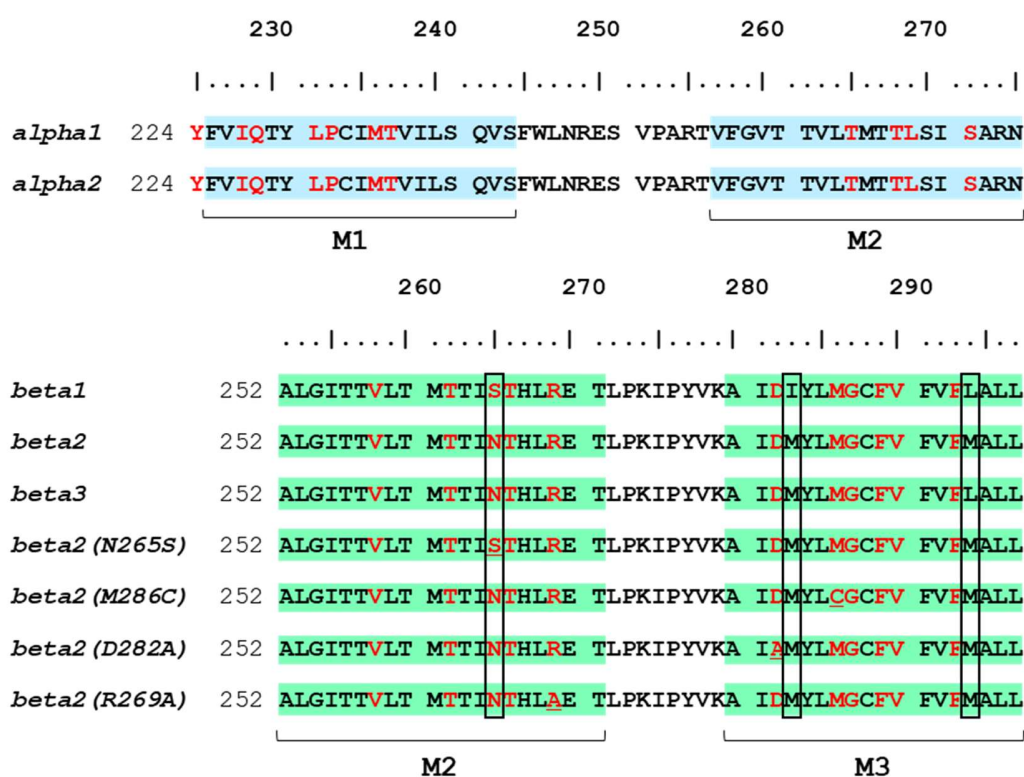 230 240 250 260 270
|....|....|....|....|....|....|....|....|....|....|
alpha1 224 YFVIQTY LPCIMTVILS QVSFWLNRES VPARTVFGVT TVLTMTTLSI SARN
alpha2 224 YFVIQTY LPCIMTVILS QVSFWLNRES VPARTVFGVT TVLTMTTLSI SARN
M1 M2
260 270 280 290
...|....|....|....|....|....|....|....|....|..
beta1 252 ALGITTVLT MTTISTHLRE TLPKIPYVKA IDIYLMGCFV FVFLALL
beta2 252 ALGITTVLT MTTINTHLRE TLPKIPYVKA IDMYLMGCFV FVFMALL
beta3 252 ALGITTVLT MTTINTHLRE TLPKIPYVKA IDMYLMGCFV FVFLALL
beta2(N265S) 252 ALGITTVLT MTTISTHLRE TLPKIPYVKA IDMYLMGCFV FVFMALL
beta2(M286C) 252 ALGITTVLT MTTINTHLRE TLPKIPYVKA IDMYLCGCFV FVFMALL
beta2(D282A) 252 ALGITTVLT MTTINTHLRE TLPKIPYVKA IAMYLMGCFV FVFMALL
beta2(R269A) 252 ALGITTVLT MTTINTHLAE TLPKIPYVKA IDMYLMGCFV FVFMALL
M2 M3